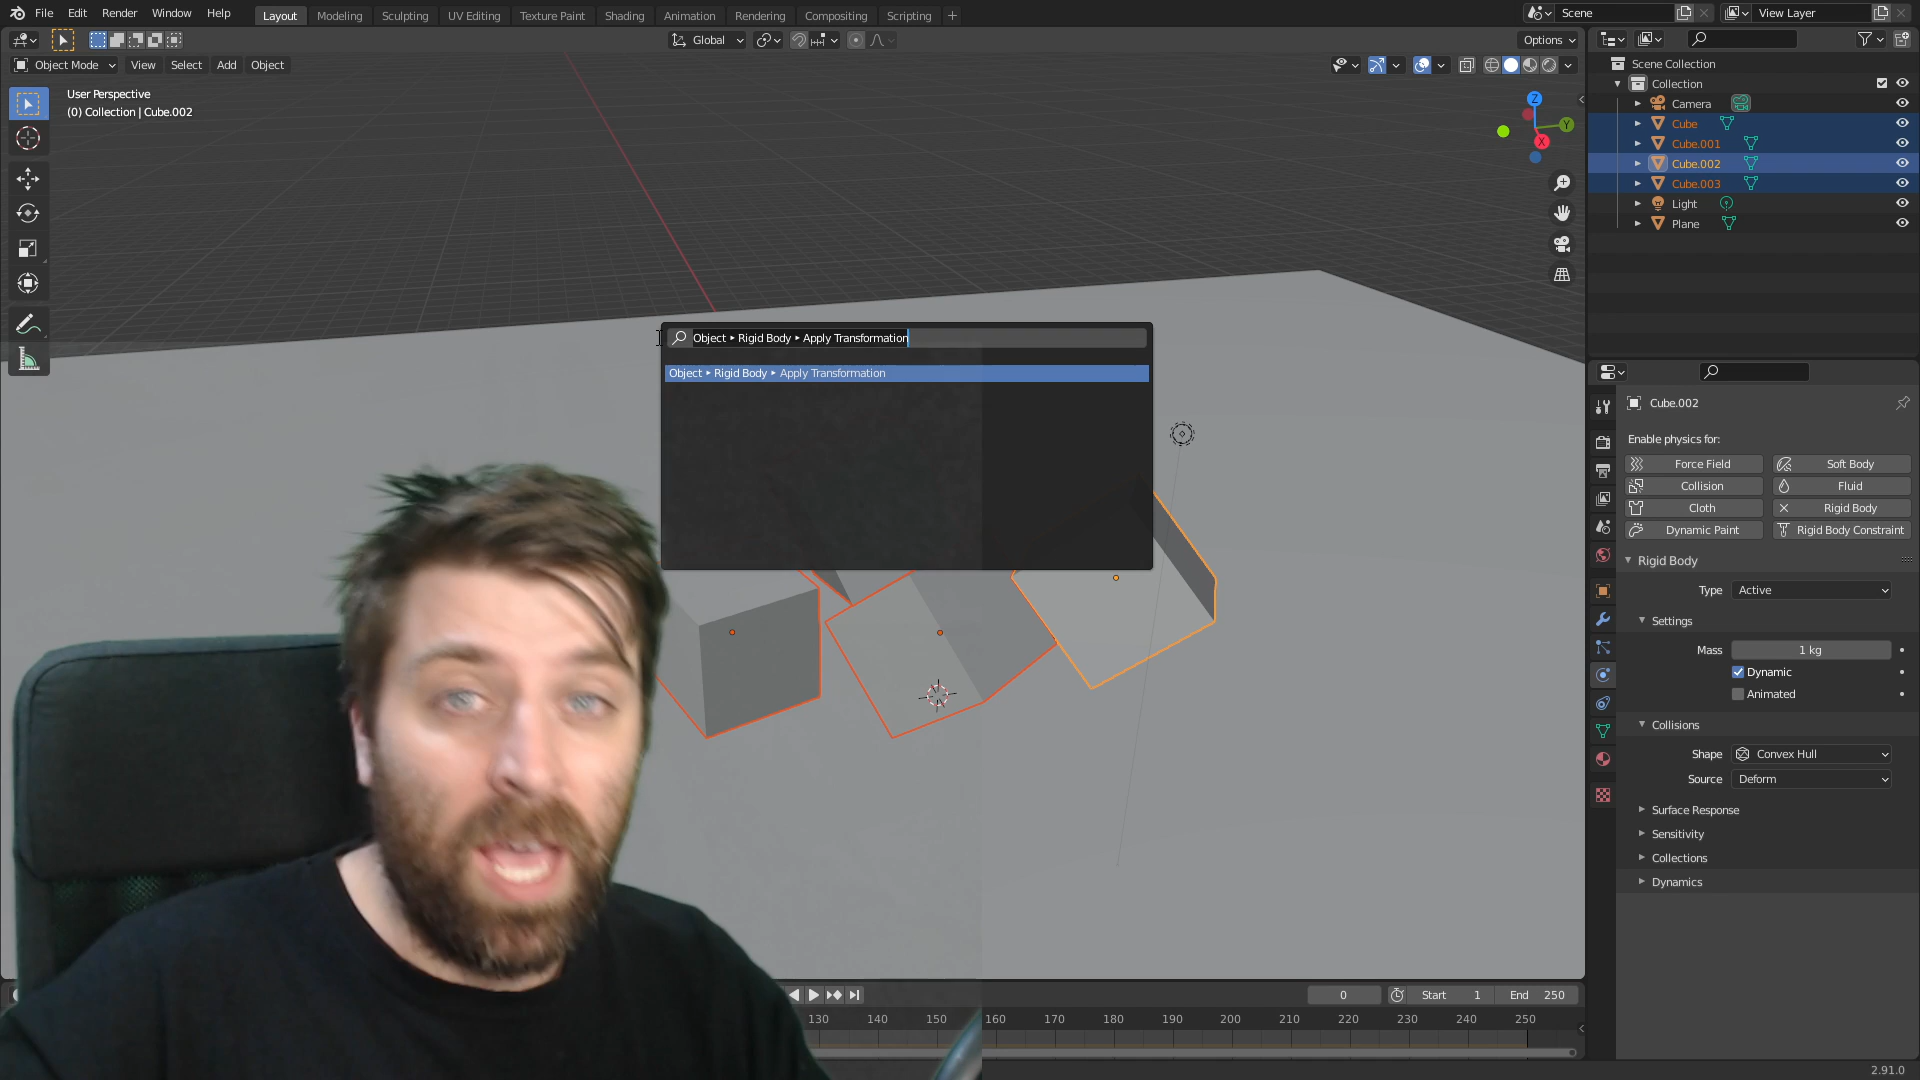 File Edit Render Window Help
Layout Modeling Sculpting UV Editing Texture Paint Shading Animation Rendering Compositing Scripting +
Scene View Layer
Global Options
Object Mode View Select Add Object
User Perspective
(0) Collection | Cube.002
Z
Y
X
Scene Collection
Collection
Camera
Cube
Cube.001
Cube.002
Cube.003
Light
Plane
Object ▸ Rigid Body ▸ Apply Transformation
Object ▸ Rigid Body ▸ Apply Transformation
Cube.002
Enable physics for:
Force Field Soft Body
Collision Fluid
Cloth Rigid Body
Dynamic Paint Rigid Body Constraint
Rigid Body
Type Active
Settings
Mass 1 kg
Dynamic
Animated
Collisions
Shape Convex Hull
Source Deform
Surface Response
Sensitivity
Collections
Dynamics
0 Start 1 End 250
130 140 150 160 170 180 190 200 210 220 230 240 250
2.91.0